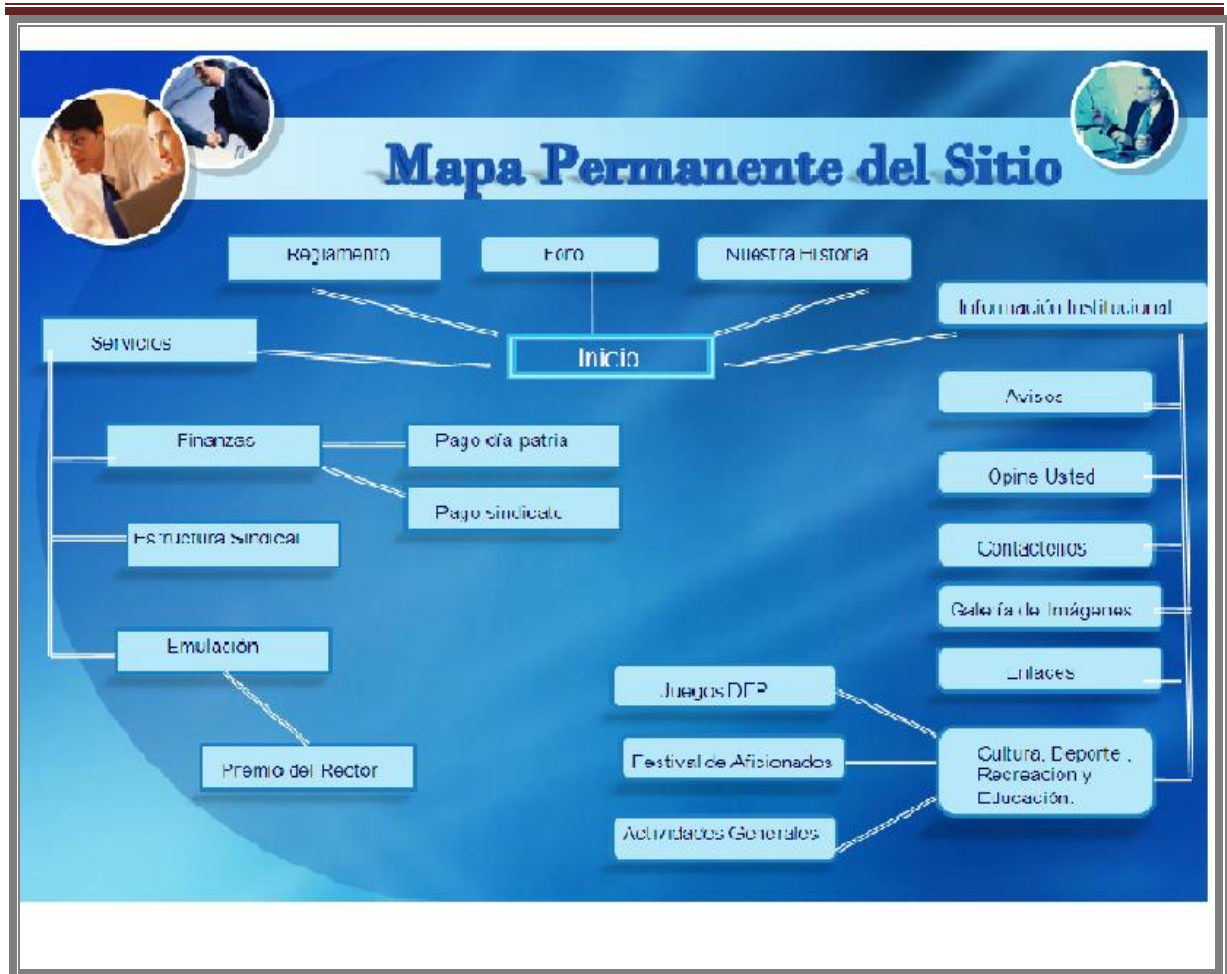 Mapa Permanente del Sitio
Reglamento
Foro
Nuestra Historia
Información Institucional
Servicios
Inicio
Avisos
Finanzas
Pago día patria
Opine Usted
Pago sindicato
Estructura Sindical
Contáctenos
Galería de Imágenes
Emulación
Enlaces
Juegos
Premio del Rector
Festival de Aficionados
Cultura, Deporte ,
Recreación y
Educación.
Actividades Generales